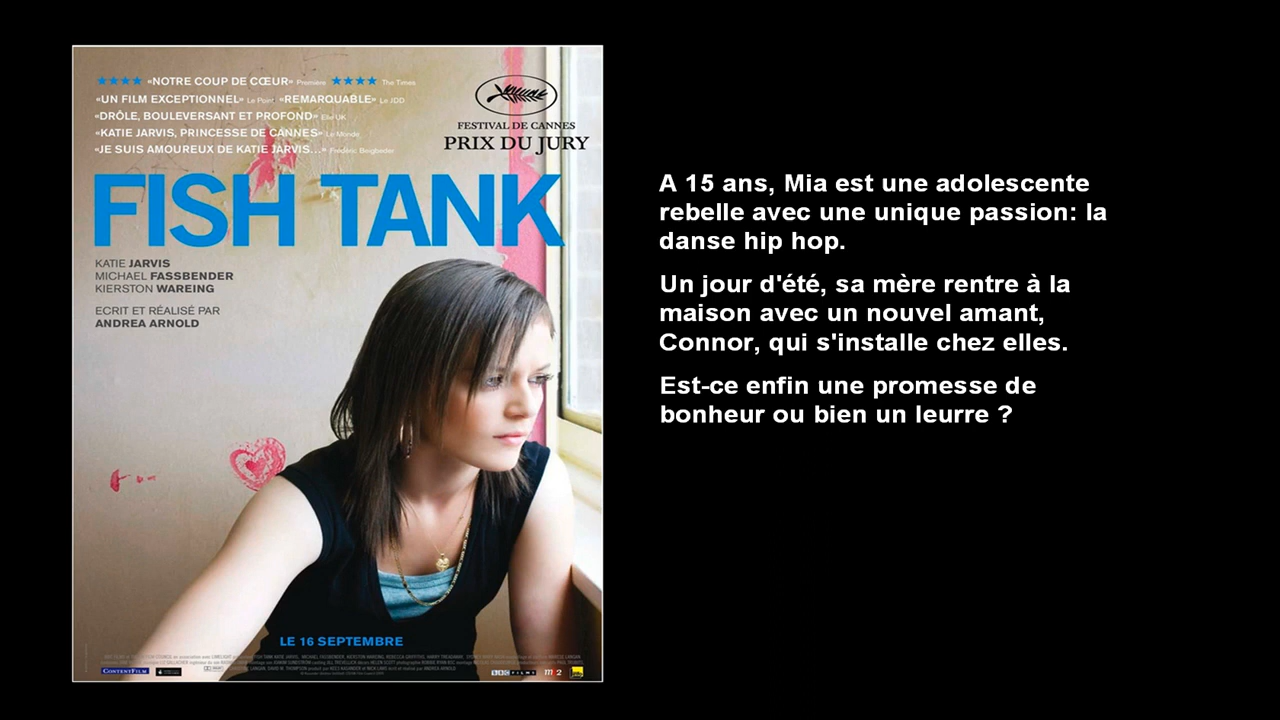 ★★★★ «NOTRE COUP DE CŒUR» Première ★★★★ The Times
«UN FILM EXCEPTIONNEL» Le Point «REMARQUABLE» Le JDD
«DRÔLE, BOULEVERSANT ET PROFOND» Elle UK
«KATIE JARVIS, PRINCESSE DE CANNES» Le Monde
«JE SUIS AMOUREUX DE KATIE JARVIS...» Frédéric Beigbeder
FESTIVAL DE CANNES
PRIX DU JURY
FISH TANK
KATIE JARVIS
MICHAEL FASSBENDER
KIERSTON WAREING
ECRIT ET RÉALISÉ PAR
ANDREA ARNOLD
LE 16 SEPTEMBRE
CONTENTFILM
BBC FILMS
A 15 ans, Mia est une adolescente
rebelle avec une unique passion: la
danse hip hop.
Un jour d'été, sa mère rentre à la
maison avec un nouvel amant,
Connor, qui s'installe chez elles.
Est-ce enfin une promesse de
bonheur ou bien un leurre ?